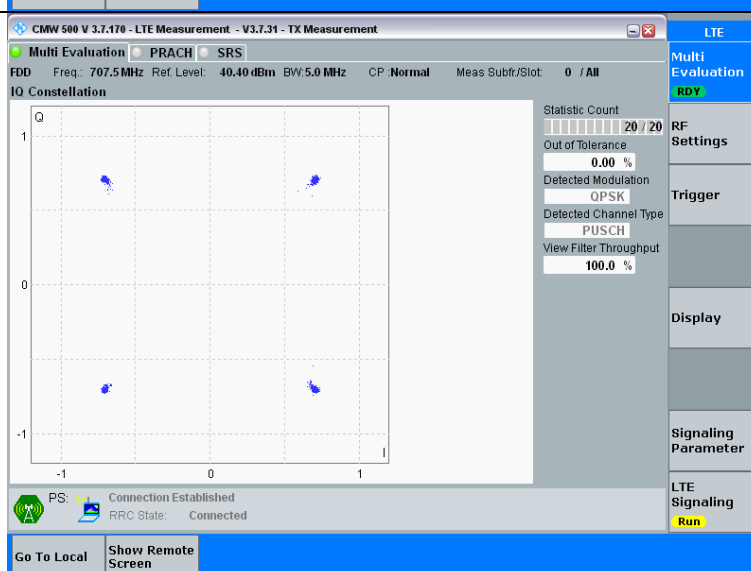 CMW 500 V 3.7.170 - LTE Measurement - V3.7.31 - TX Measurement
LTE
Multi Evaluation PRACH SRS
FDD Freq.: 707.5 MHz Ref. Level: 40.40 dBm BW: 5.0 MHz CP :Normal Meas Subfr./Slot: 0 / All
IQ Constellation
Q
1
0
-1
-1 0 1
I
Statistic Count
20 / 20
Out of Tolerance
0.00 %
Detected Modulation
QPSK
Detected Channel Type
PUSCH
View Filter Throughput
100.0 %
Multi
Evaluation
RDY
RF
Settings
Trigger
Display
Signaling
Parameter
LTE
Signaling
Run
PS: Connection Established
RRC State: Connected
Go To Local
Show Remote
Screen